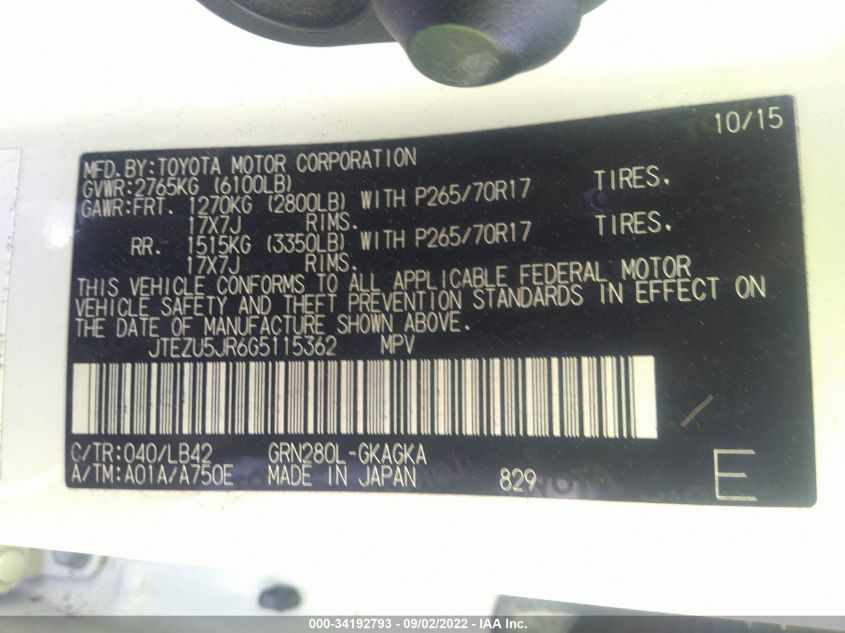 10/15
MFD.BY:TOYOTA MOTOR CORPORATION
GVWR:2765KG (6100LB)
GAWR:FRT. 1270KG (2800LB) WITH P265/70R17 TIRES.
17X7J RIMS.
RR. 1515KG (3350LB) WITH P265/70R17 TIRES.
17X7J RIMS.
THIS VEHICLE CONFORMS TO ALL APPLICABLE FEDERAL MOTOR
VEHICLE SAFETY AND THEFT PREVENTION STANDARDS IN EFFECT ON
THE DATE OF MANUFACTURE SHOWN ABOVE.
JTEZU5JR6G5115362 MPV
C/TR:040/LB42 GRN280L-GKAGKA
A/TM:A01A/A750E MADE IN JAPAN 829 E
000-34192793 - 09/02/2022 - IAA Inc.